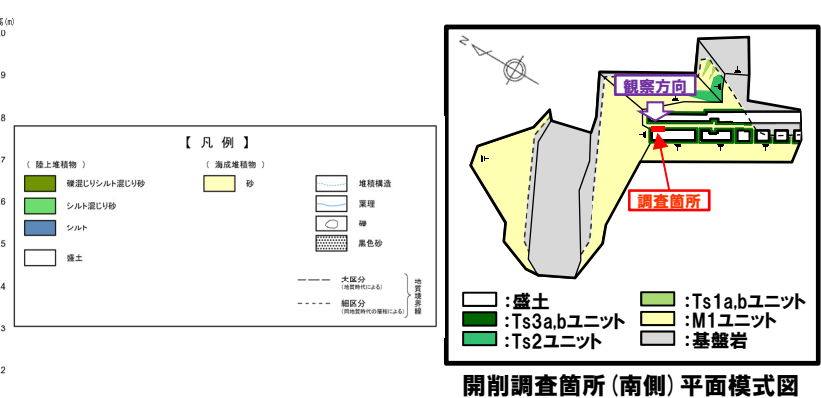 高(m)
0
9
8
7
6
5
4
3
2
【 凡 例 】
( 陸上堆積物 )
礫混じりシルト混じり砂
シルト混じり砂
シルト
盛土
( 海成堆積物 )
砂
堆積構造
葉理
礫
黒色砂
大区分
(地質時代による)
細区分
(同地質時代の層相による)
地質境界線
N
観察方向
調査箇所
:盛土
:Ts3a,bユニット
:Ts2ユニット
:Ts1a,bユニット
:M1ユニット
:基盤岩
開削調査箇所(南側)平面模式図